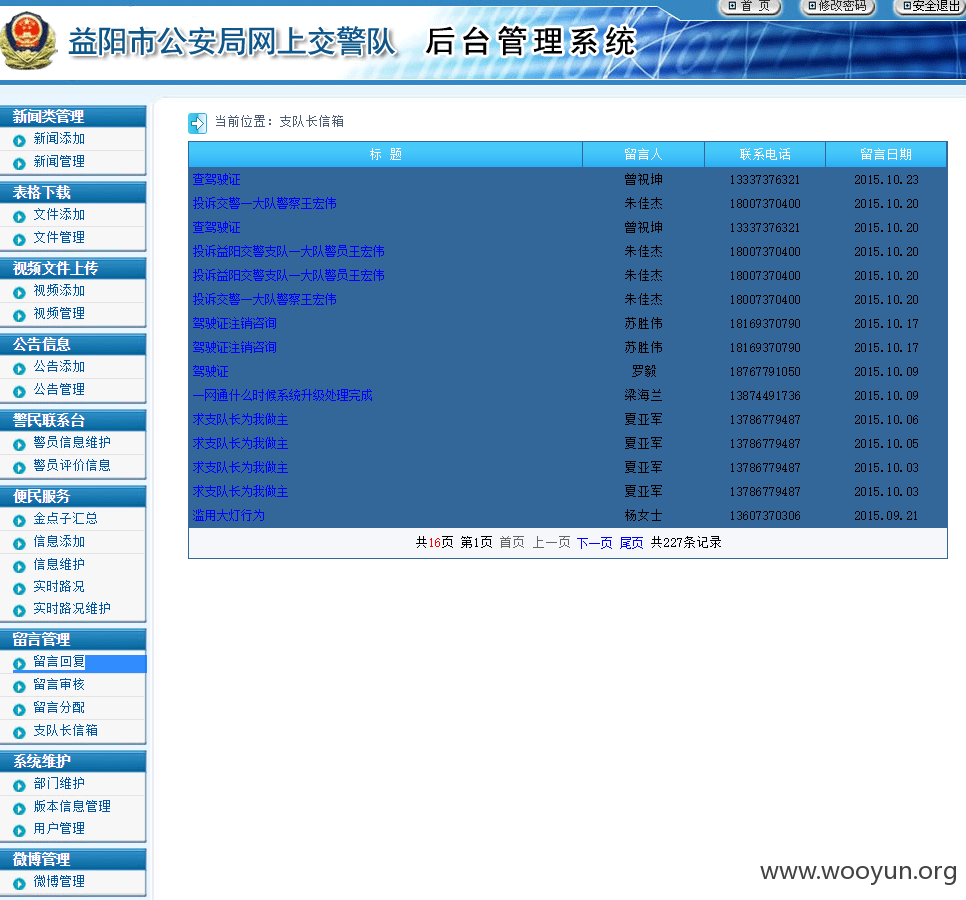 首 页 修改密码 安全退出
益阳市公安局网上交警队 后台管理系统
新闻类管理
新闻添加
新闻管理
表格下载
文件添加
文件管理
视频文件上传
视频添加
视频管理
公告信息
公告添加
公告管理
警民联系台
警员信息维护
警员评价信息
便民服务
金点子汇总
信息添加
信息维护
实时路况
实时路况维护
留言管理
留言回复
留言审核
留言分配
支队长信箱
系统维护
部门维护
版本信息管理
用户管理
微博管理
微博管理
当前位置：支队长信箱
标 题 留言人 联系电话 留言日期
查驾驶证 曾祝坤 13337376321 2015.10.23
投诉交警一大队警察王宏伟 朱佳杰 18007370400 2015.10.20
查驾驶证 曾祝坤 13337376321 2015.10.20
投诉益阳交警支队一大队警员王宏伟 朱佳杰 18007370400 2015.10.20
投诉益阳交警支队一大队警员王宏伟 朱佳杰 18007370400 2015.10.20
投诉交警一大队警察王宏伟 朱佳杰 18007370400 2015.10.20
驾驶证注销咨询 苏胜伟 18169370790 2015.10.17
驾驶证注销咨询 苏胜伟 18169370790 2015.10.17
驾驶证 罗毅 18767791050 2015.10.09
一网通什么时候系统升级处理完成 梁海兰 13874491736 2015.10.09
求支队长为我做主 夏亚军 13786779487 2015.10.06
求支队长为我做主 夏亚军 13786779487 2015.10.05
求支队长为我做主 夏亚军 13786779487 2015.10.03
求支队长为我做主 夏亚军 13786779487 2015.10.03
滥用大灯行为 杨女士 13607370306 2015.09.21
共16页 第1页 首页 上一页 下一页 尾页 共227条记录
www.wooyun.org